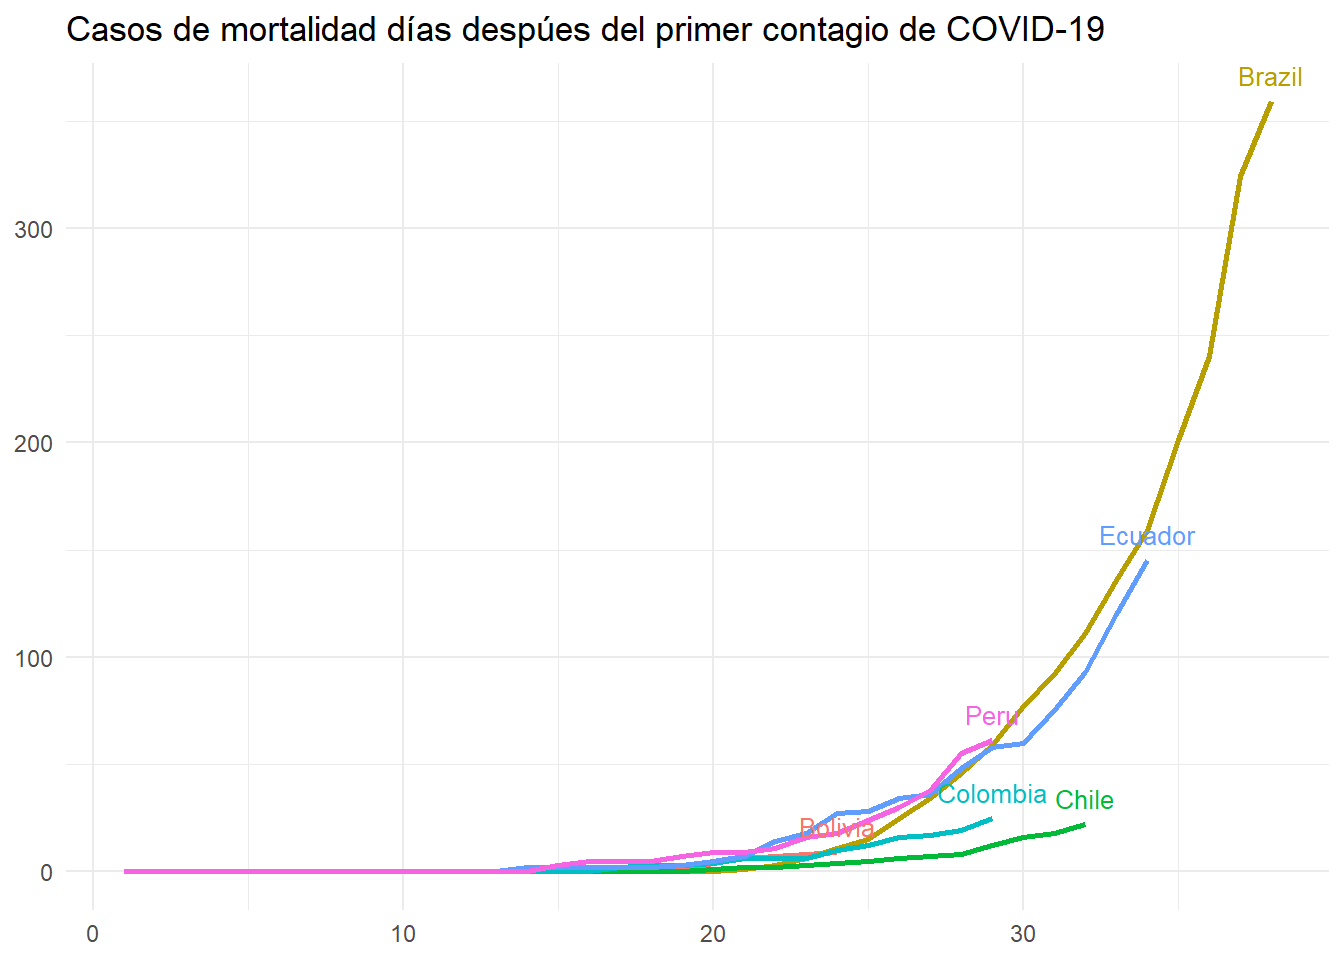 Casos de mortalidad días despúes del primer contagio de COVID-19
Brazil
300
200
Ecuador
100
Peru
Colombia
Chile
Bolivia
0
0
10
20
30